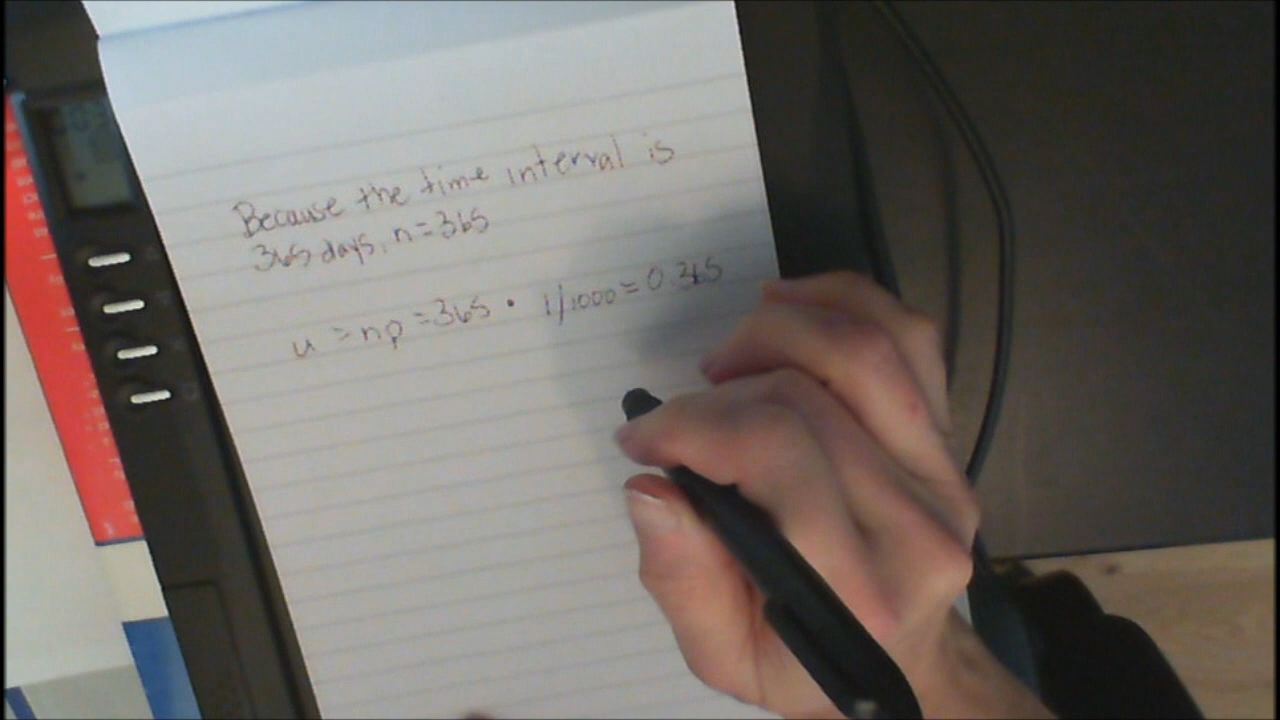 Because the time interval is
365 days, n=365
u = np = 365 • 1/1000 = 0.365